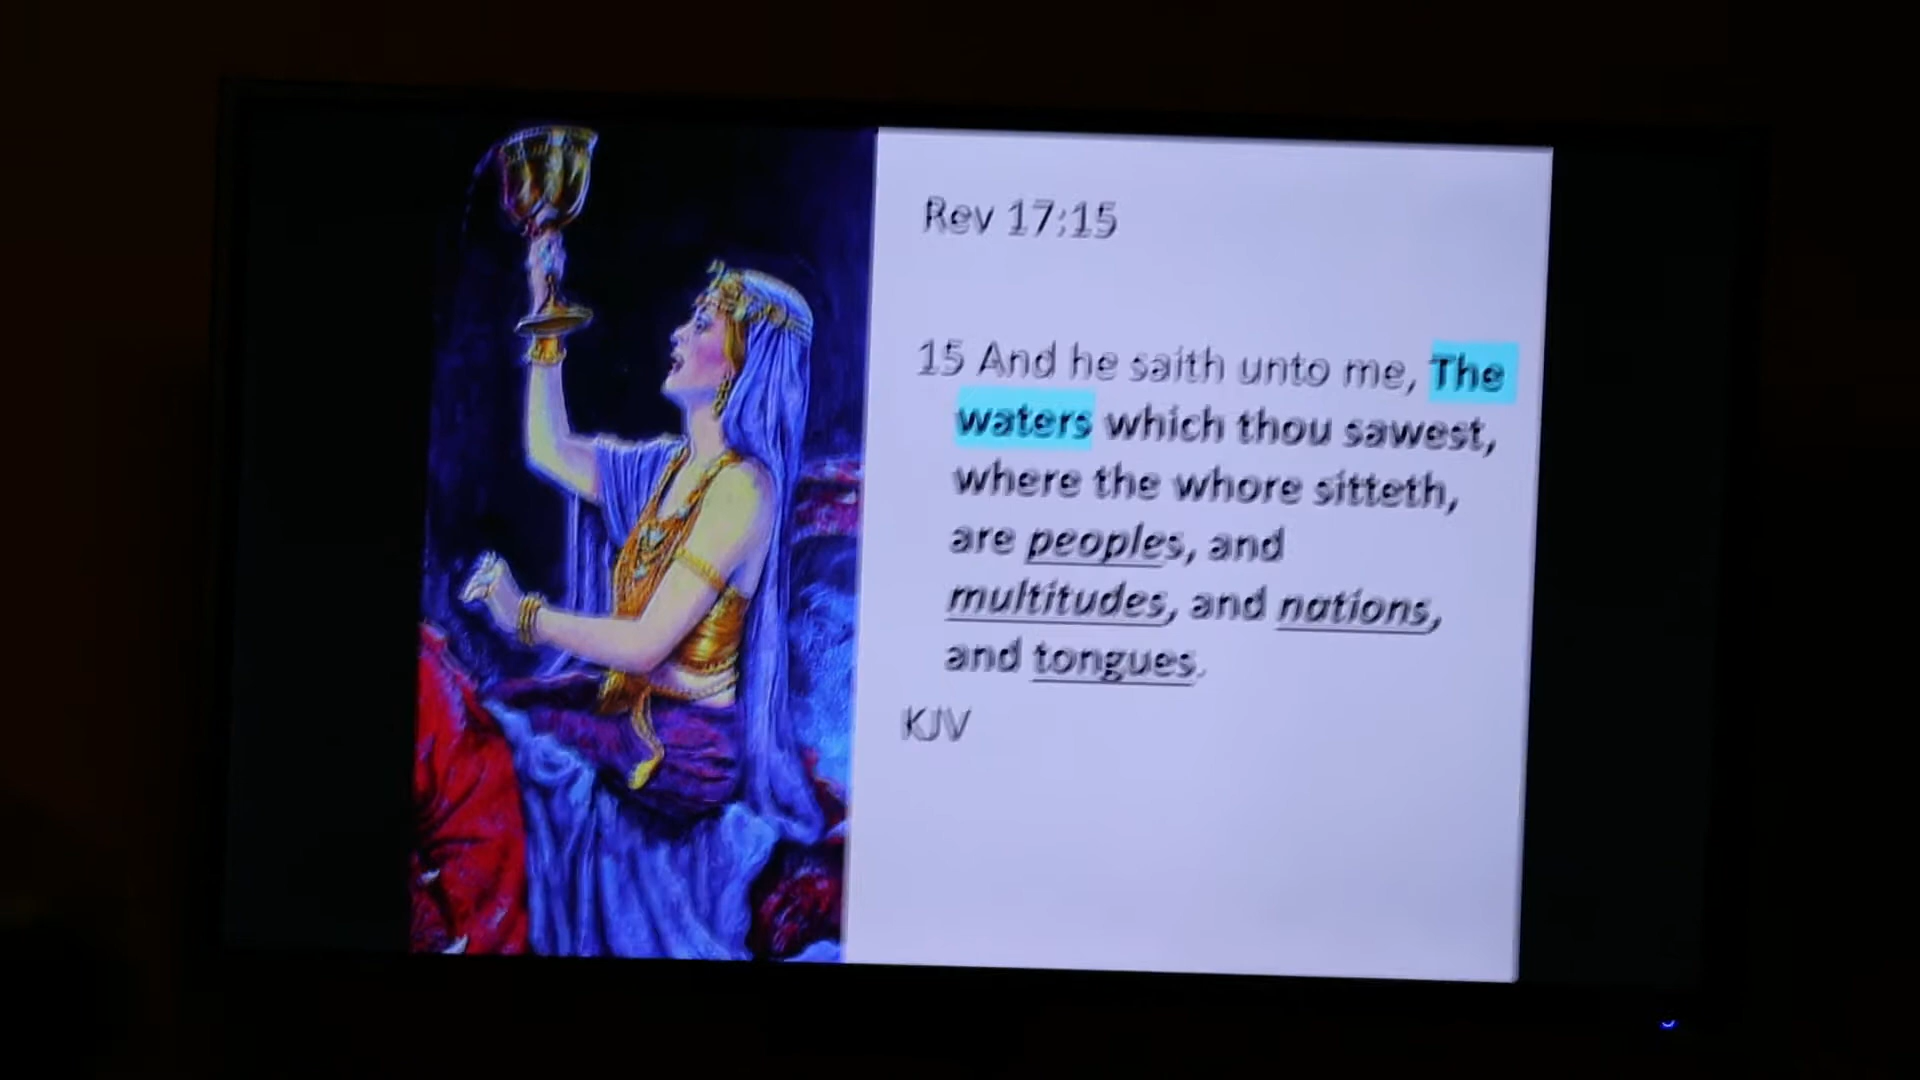 Rev 17:15
15 And he saith unto me, The
waters which thou sawest,
where the whore sitteth,
are peoples, and
multitudes, and nations,
and tongues.
KJV